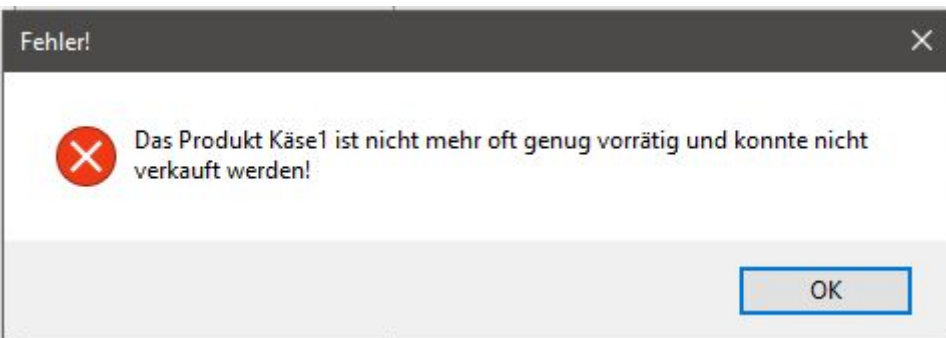 Fehler!
Das Produkt Käse1 ist nicht mehr oft genug vorrätig und konnte nicht
verkauft werden!
OK